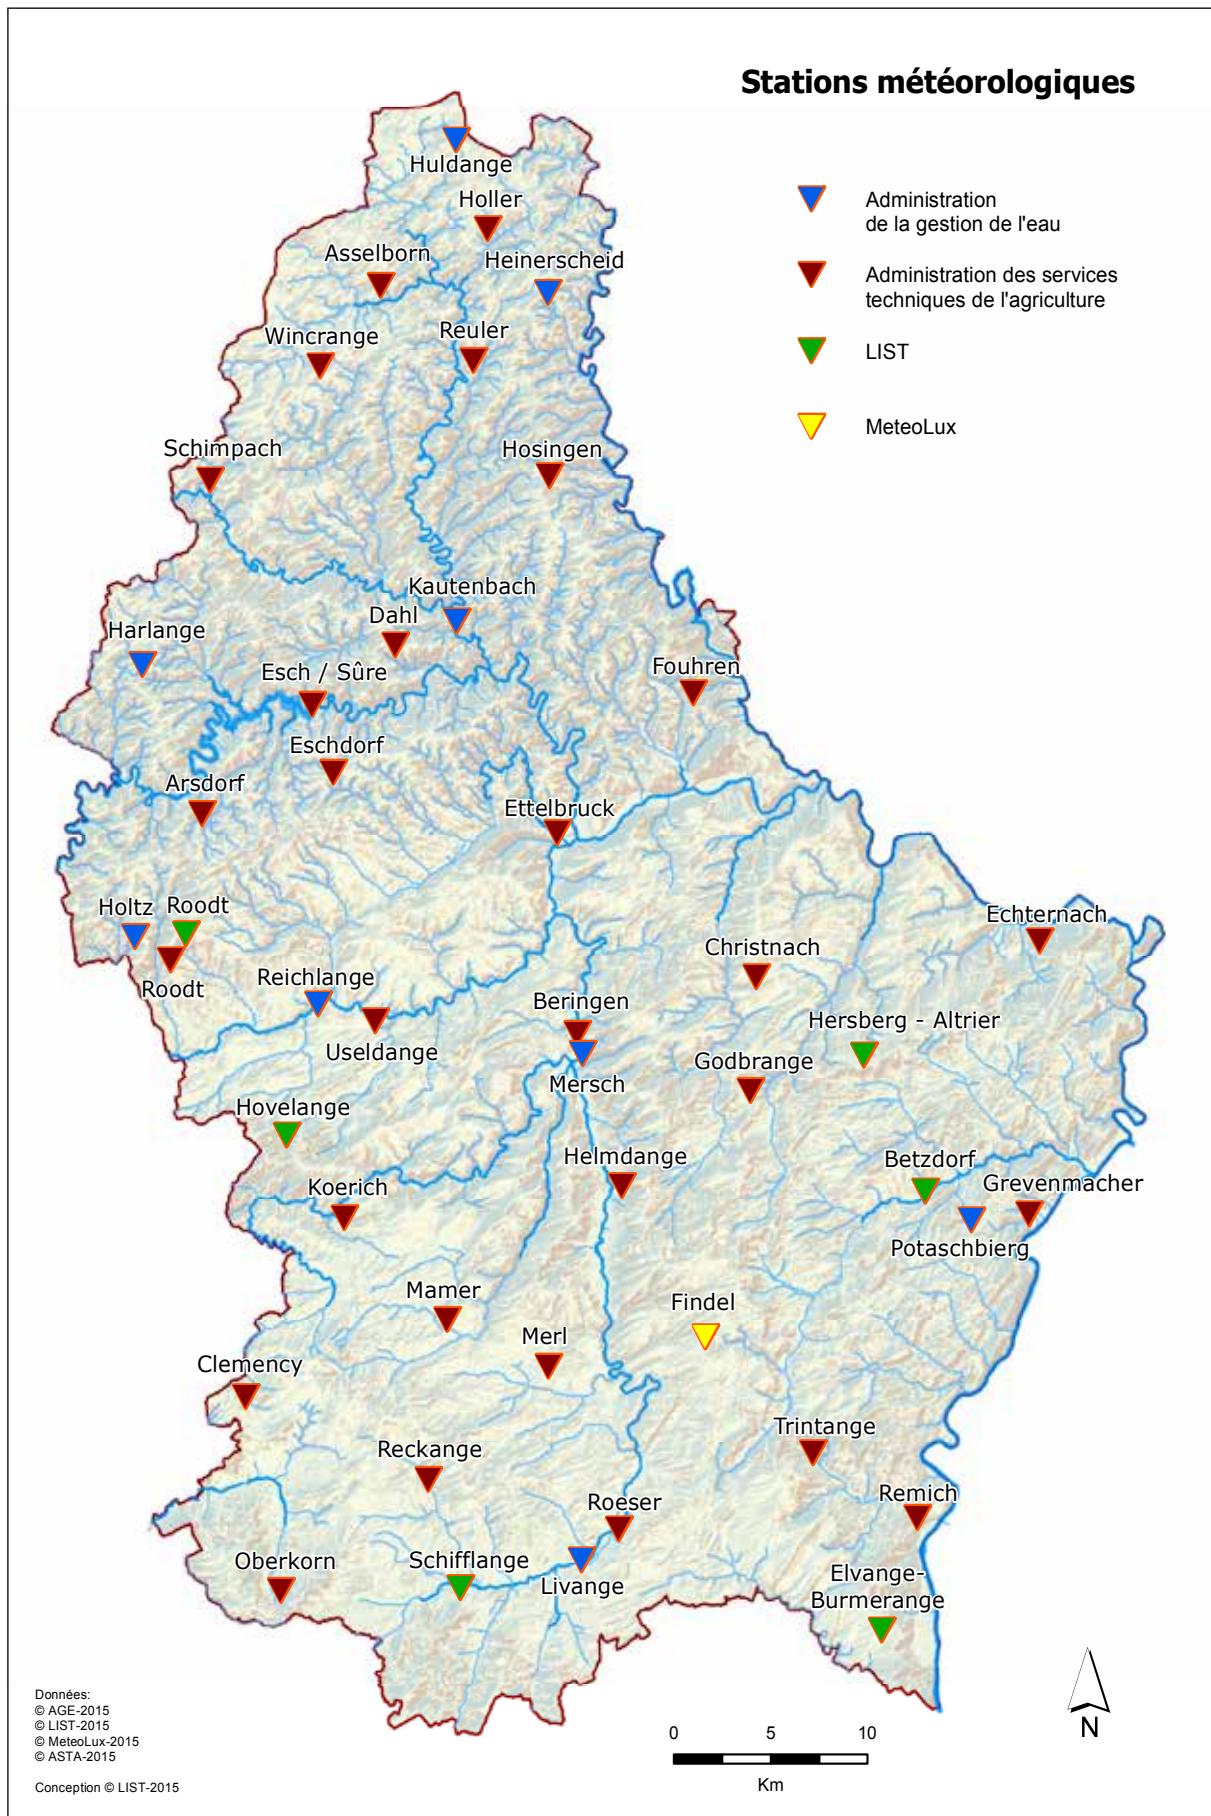 Stations météorologiques
Administration
de la gestion de l'eau
Administration des services
techniques de l'agriculture
LIST
MeteoLux
Huldange
Holler
Asselborn
Heinerscheid
Wincrange
Reuler
Schimpach
Hosingen
Kautenbach
Dahl
Harlange
Esch / Sûre
Fouhren
Eschdorf
Arsdorf
Ettelbruck
Holtz
Roodt
Echternach
Roodt
Christnach
Reichlange
Beringen
Hersberg - Altrier
Useldange
Mersch
Godbrange
Hovelange
Helmdange
Betzdorf
Koerich
Grevenmacher
Potaschbierg
Mamer
Findel
Merl
Clemency
Trintange
Reckange
Remich
Roeser
Oberkorn
Schifflange
Livange
Elvange-
Burmerange
Données:
© AGE-2015
© LIST-2015
© MeteoLux-2015
© ASTA-2015
Conception © LIST-2015
0 5 10
Km
N